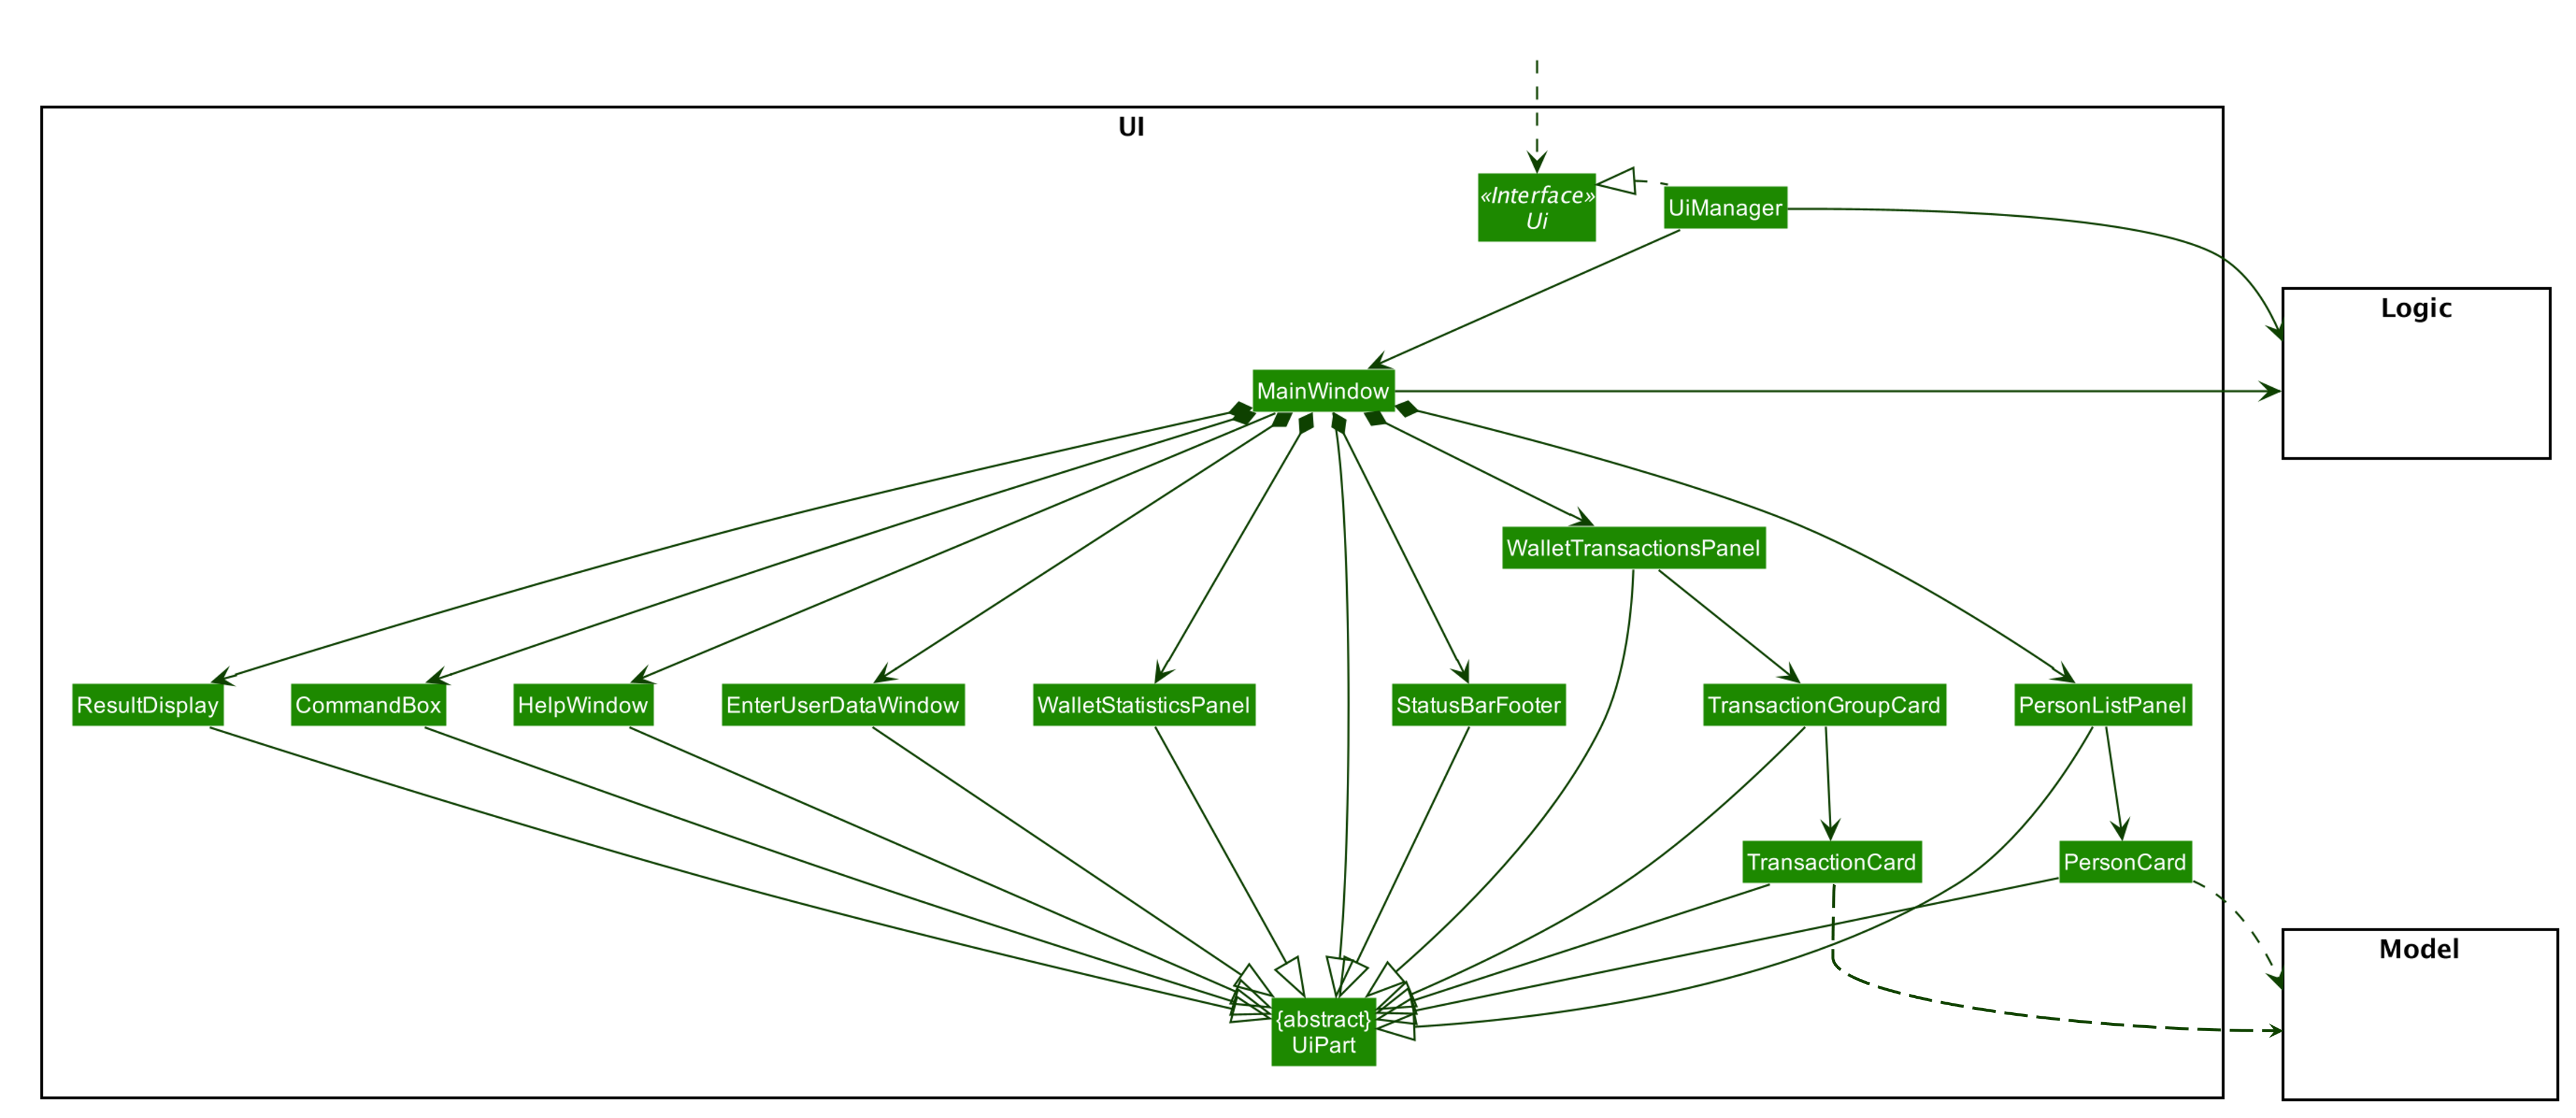 UI
«Interface»
Ui
UiManager
Logic
MainWindow
WalletTransactionsPanel
ResultDisplay
CommandBox
HelpWindow
EnterUserDataWindow
WalletStatisticsPanel
StatusBarFooter
TransactionGroupCard
PersonListPanel
TransactionCard
PersonCard
Model
{abstract}
UiPart